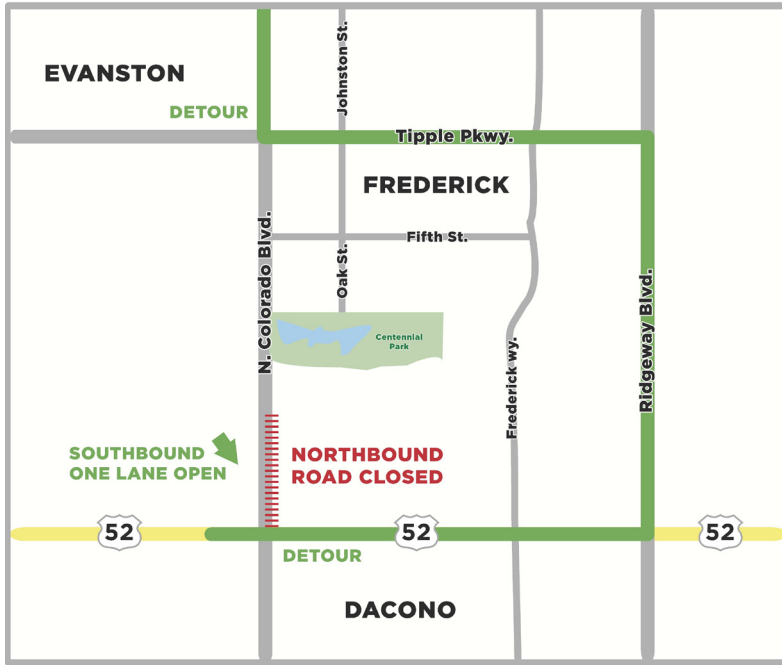 EVANSTON
DETOUR
Johnston St.
Tipple Pkwy.
FREDERICK
N. Colorado Blvd.
Fifth St.
Oak St.
Centennial
Park
Ridgeway Blvd.
Frederick wy.
SOUTHBOUND
ONE LANE OPEN
NORTHBOUND
ROAD CLOSED
52
52
52
DETOUR
DACONO